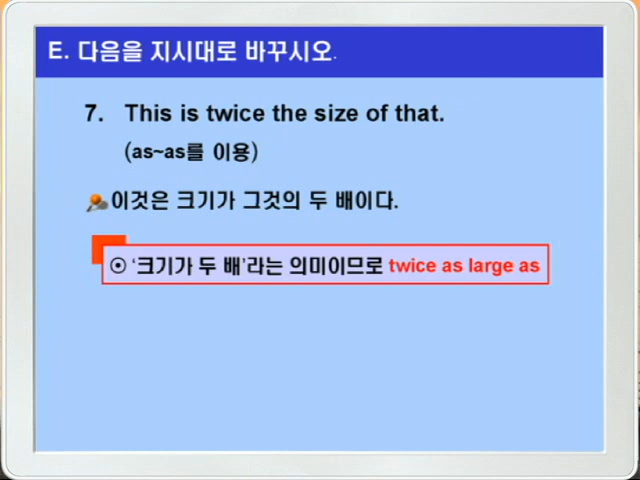 E. 다음을 지시대로 바꾸시오.
7. This is twice the size of that.
(as~as를 이용)
이것은 크기가 그것의 두 배이다.
⊙ ‘크기가 두 배’라는 의미이므로 twice as large as